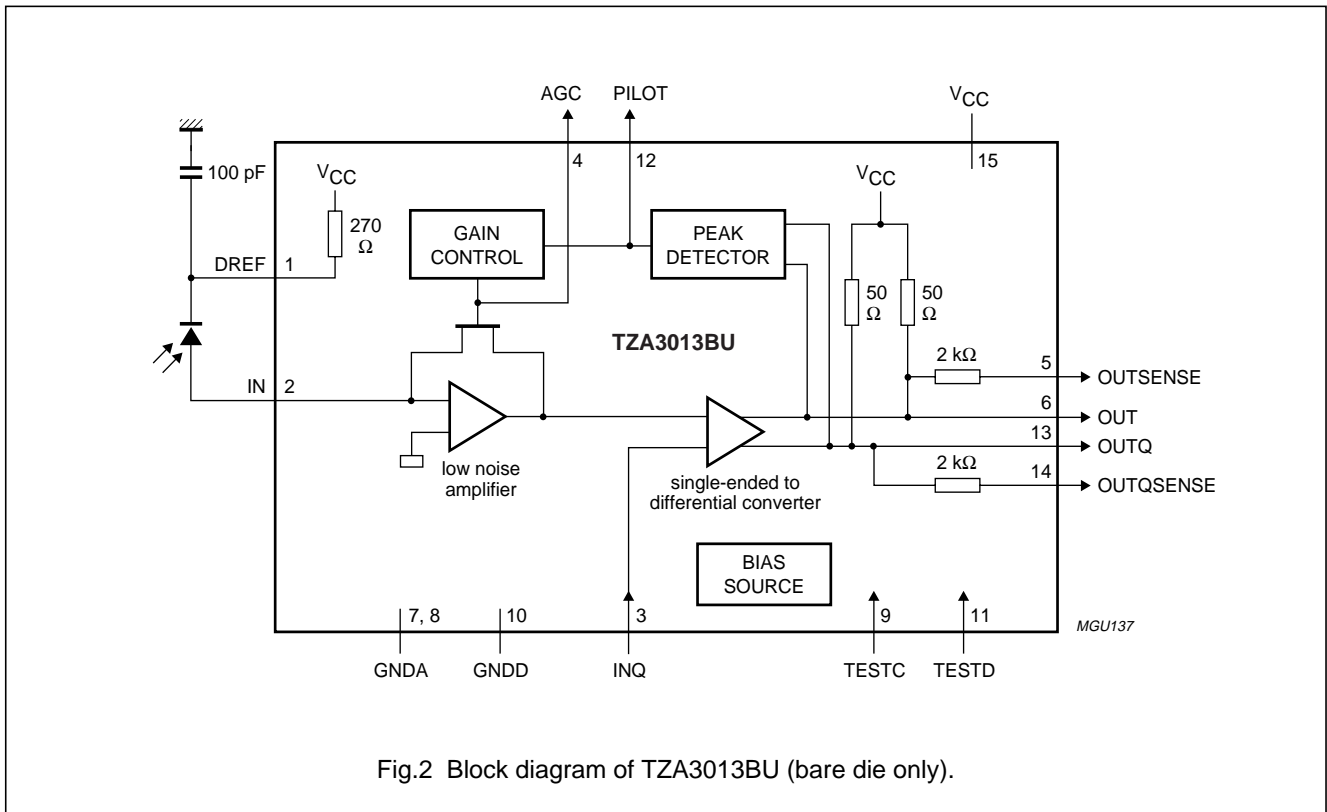 AGC
PILOT
VCC
4
12
15
100 pF
VCC
270
Ω
DREF
1
GAIN
CONTROL
PEAK
DETECTOR
VCC
50
Ω
50
Ω
TZA3013BU
2 kΩ
5
OUTSENSE
IN
2
6
OUT
13
OUTQ
2 kΩ
14
OUTQSENSE
low noise
amplifier
single-ended to
differential converter
BIAS
SOURCE
7, 8
10
3
9
11
MGU137
GNDA
GNDD
INQ
TESTC
TESTD
Fig.2 Block diagram of TZA3013BU (bare die only).